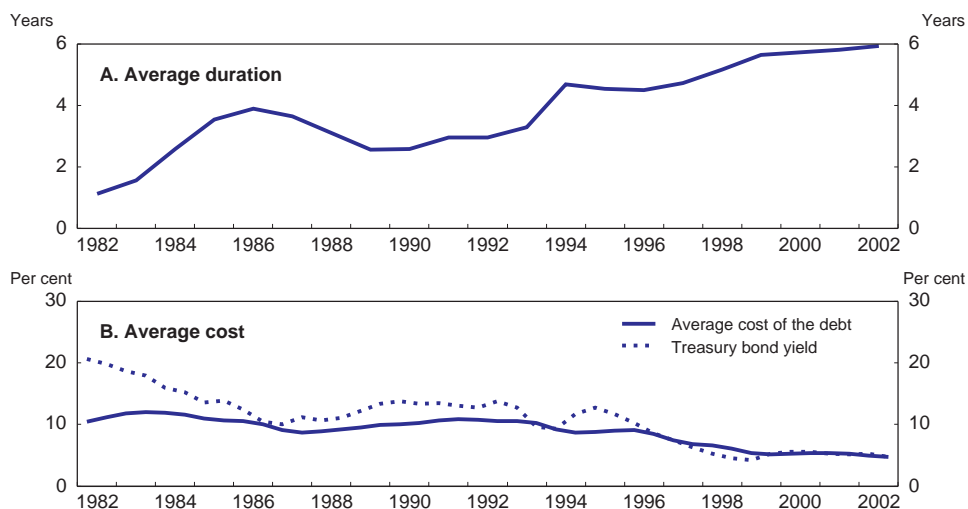 Years Years
6 6
A. Average duration
4 4
2 2
0 0
1982 1984 1986 1988 1990 1992 1994 1996 1998 2000 2002
Per cent Per cent
30 30
B. Average cost
Average cost of the debt
Treasury bond yield
20 20
10 10
0 0
1982 1984 1986 1988 1990 1992 1994 1996 1998 2000 2002